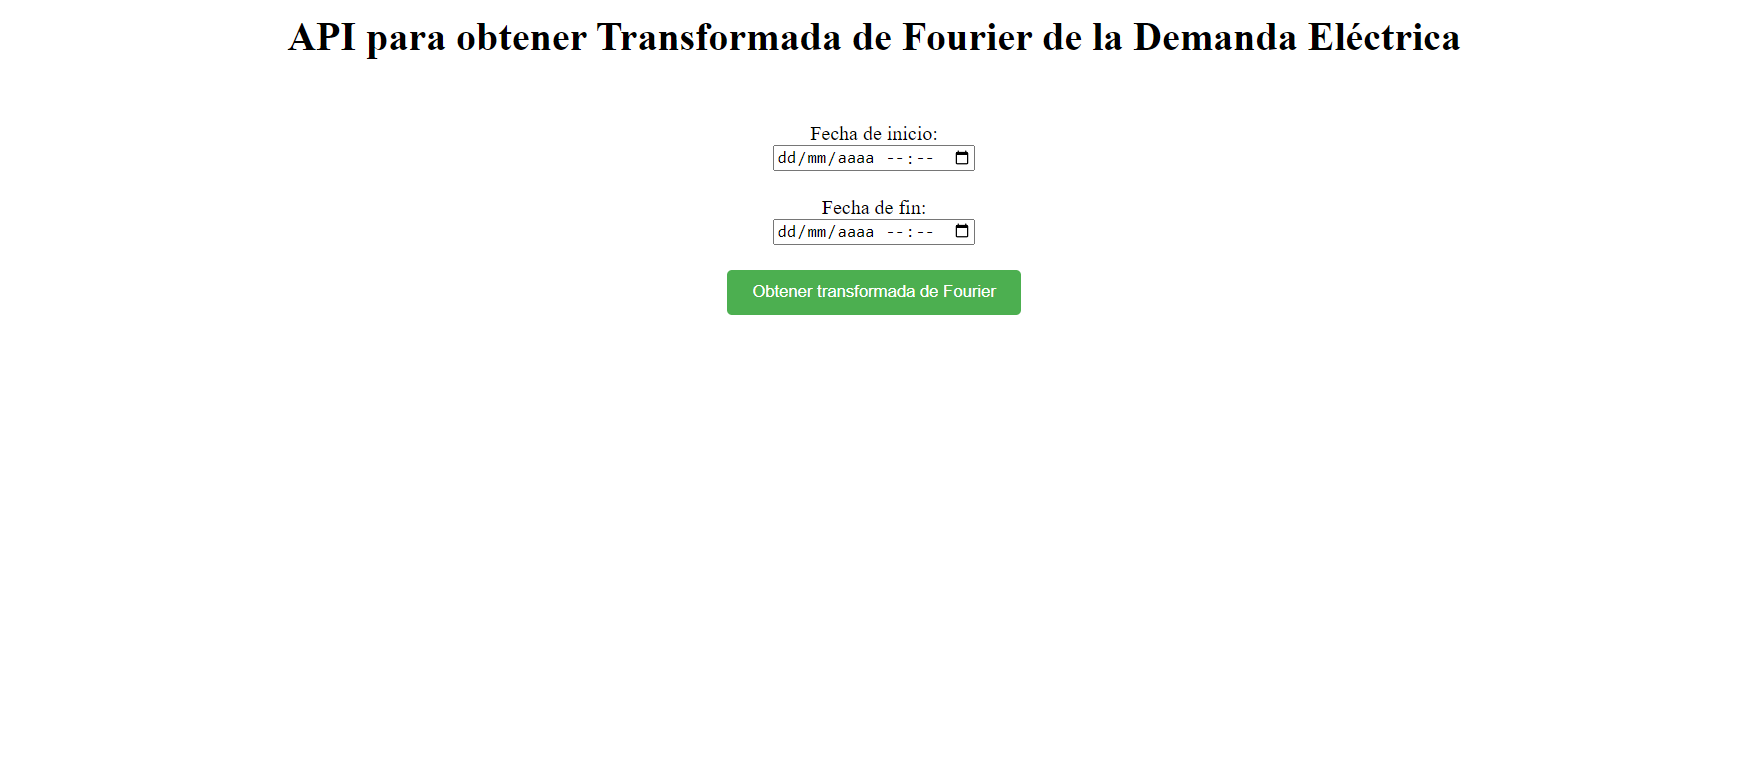 API para obtener Transformada de Fourier de la Demanda Eléctrica
Fecha de inicio:
dd/mm/aaaa --:--
Fecha de fin:
dd/mm/aaaa --:--
Obtener transformada de Fourier